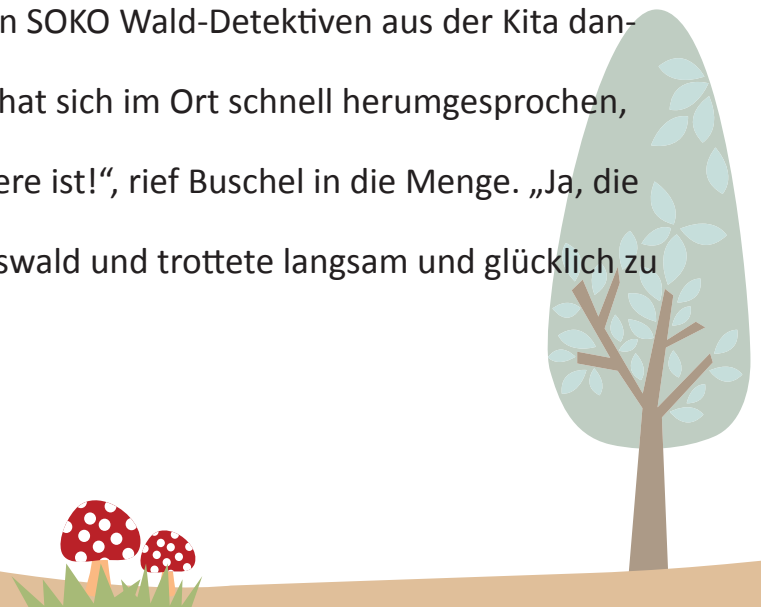 n SOKO Wald-Detektiven aus der Kita dan-
hat sich im Ort schnell herumgesprochen,
ere ist!“, rief Buschel in die Menge. „Ja, die
swald und trottete langsam und glücklich zu